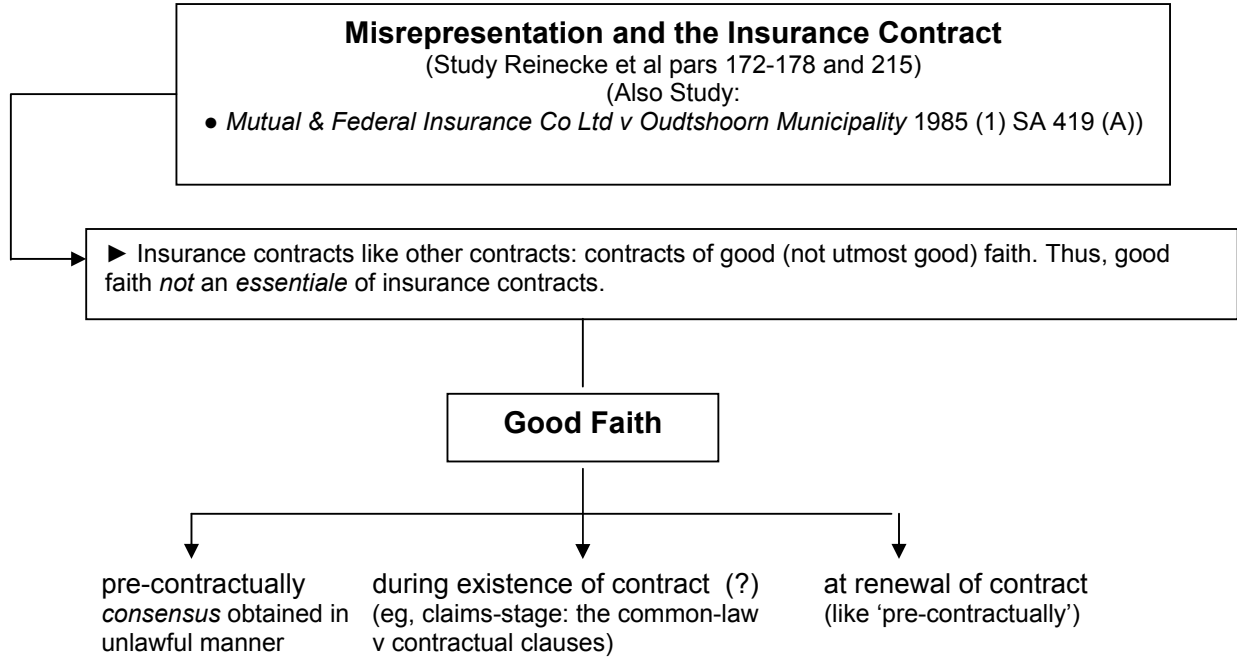 Misrepresentation and the Insurance Contract
(Study Reinecke et al pars 172-178 and 215)
(Also Study:
● Mutual & Federal Insurance Co Ltd v Oudtshoorn Municipality 1985 (1) SA 419 (A))
► Insurance contracts like other contracts: contracts of good (not utmost good) faith. Thus, good
faith not an essentiale of insurance contracts.
Good Faith
pre-contractually
consensus obtained in
unlawful manner
during existence of contract (?)
(eg, claims-stage: the common-law
v contractual clauses)
at renewal of contract
(like ‘pre-contractually’)